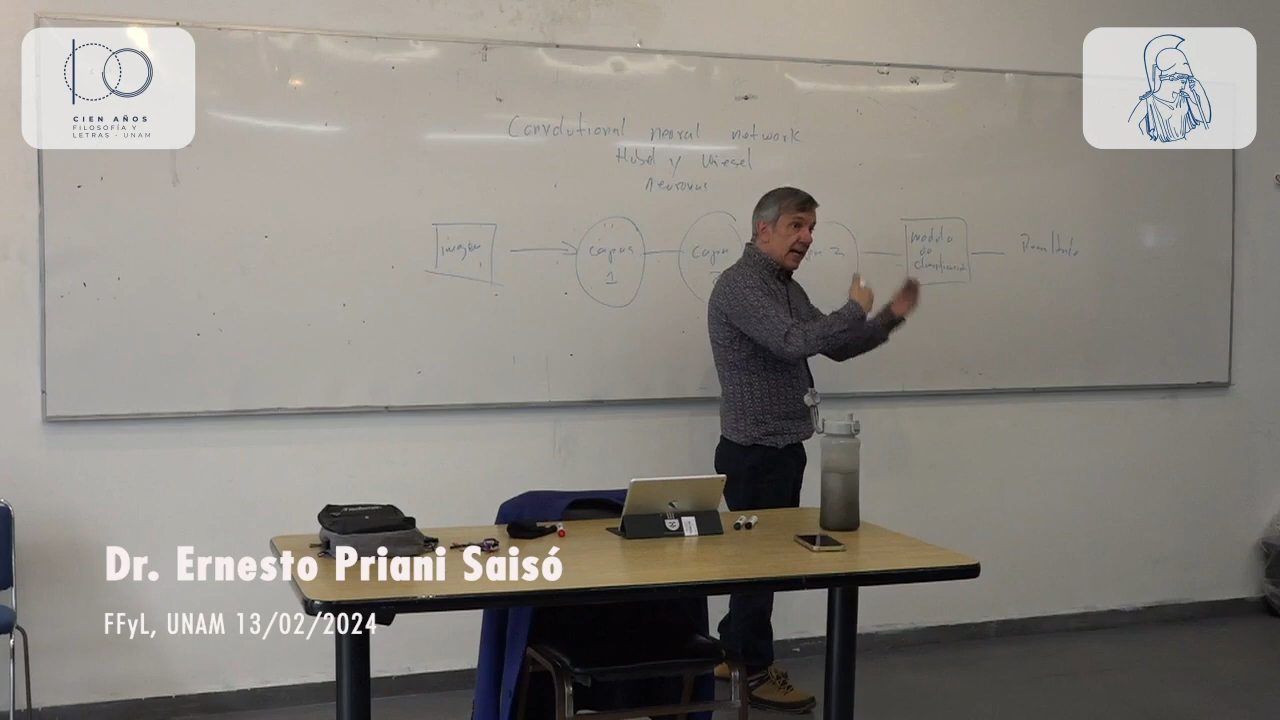 CIEN AÑOS
FILOSOFÍA Y
LETRAS - UNAM
Convolutional neural network
Hubel y Wiesel
Neuronas
imagen
capas
1
capa
modelo
de
clasificación
Resultado
Dr. Ernesto Priani Saisó
FFyL, UNAM 13/02/2024